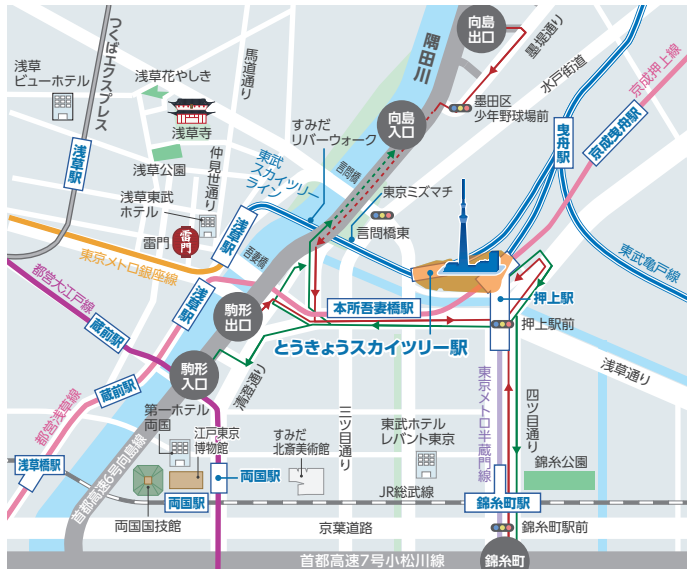 向島
出口
墨堤通り
水戸街道
京成押上線
つくばエクスプレス
馬道通り
隅田川
浅草
ビューホテル
浅草花やしき
浅草寺
向島
入口
墨田区
少年野球場前
曳舟駅
京成曳舟駅
すみだ
リバーウォーク
浅草駅
浅草公園
仲見世通り
東武
スカイツリー
ライン
言問橋
東京ミズマチ
浅草東武
ホテル
雷門
雷門
浅草駅
吾妻橋
言問橋東
東京メトロ銀座線
東武亀戸線
都営大江戸線
浅草駅
駒形
出口
本所吾妻橋駅
押上駅
押上駅前
とうきょうスカイツリー駅
蔵前駅
駒形
入口
清澄通り
浅草通り
蔵前駅
都営浅草線
第一ホテル
両国
江戸東京
博物館
すみだ
北斎美術館
三ツ目通り
東武ホテル
レバント東京
東京メトロ半蔵門線
四ツ目通り
錦糸公園
浅草橋駅
首都高速6号向島線
両国駅
両国駅
JR総武線
錦糸町駅
両国国技館
京葉道路
錦糸町駅前
首都高速7号小松川線
錦糸町